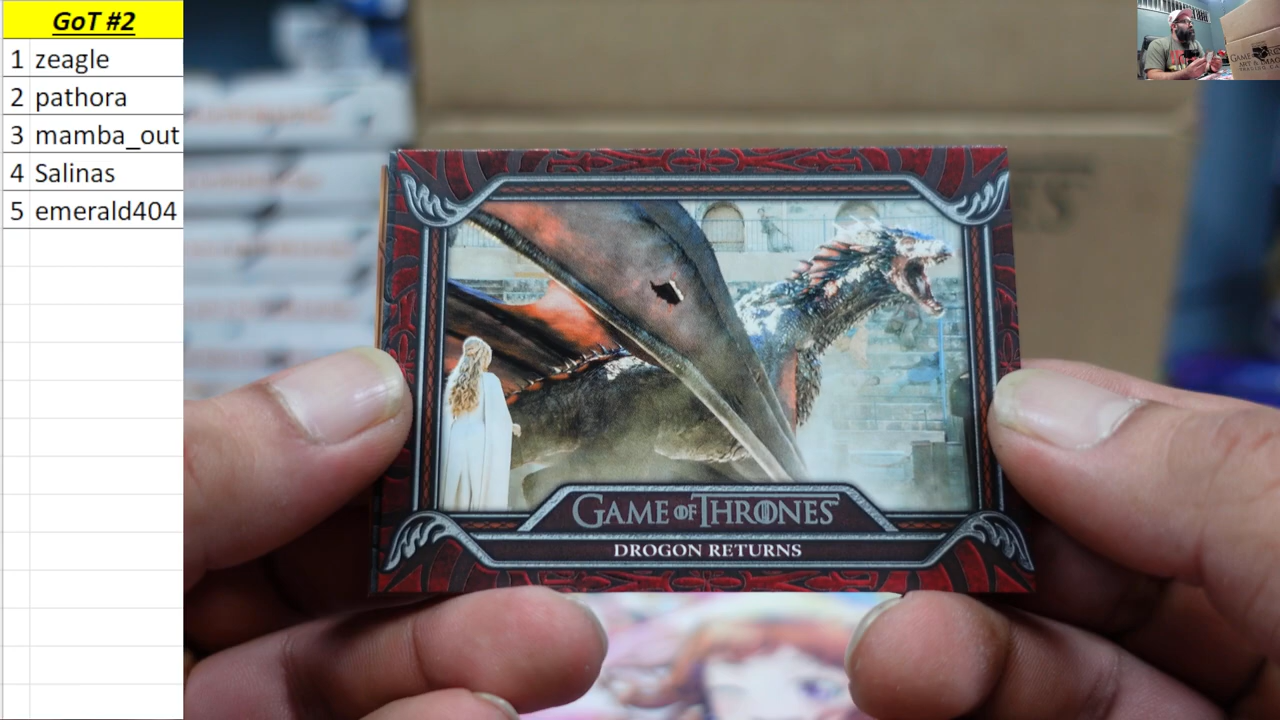 GoT #2
1 zeagle
2 pathora
3 mamba_out
4 Salinas
5 emerald404
GAME OF THRONES
DROGON RETURNS